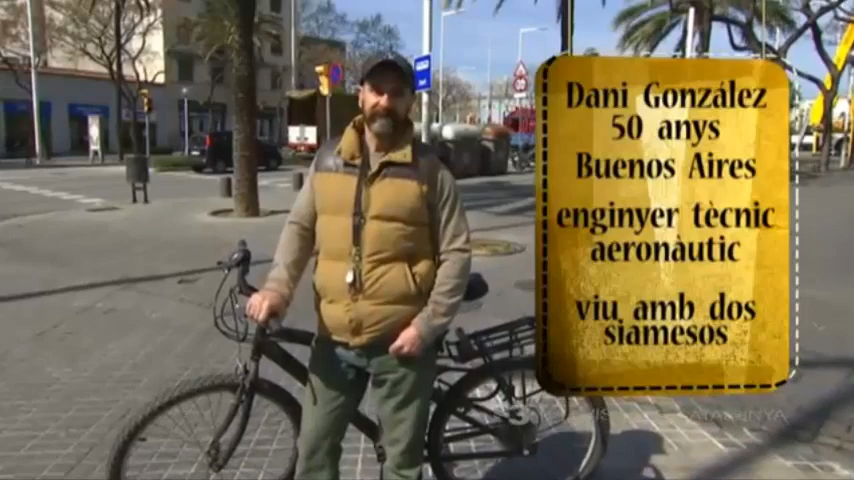 Dani González
50 anys
Buenos Aires
enginyer tècnic
aeronàutic
viu amb dos
siamesos